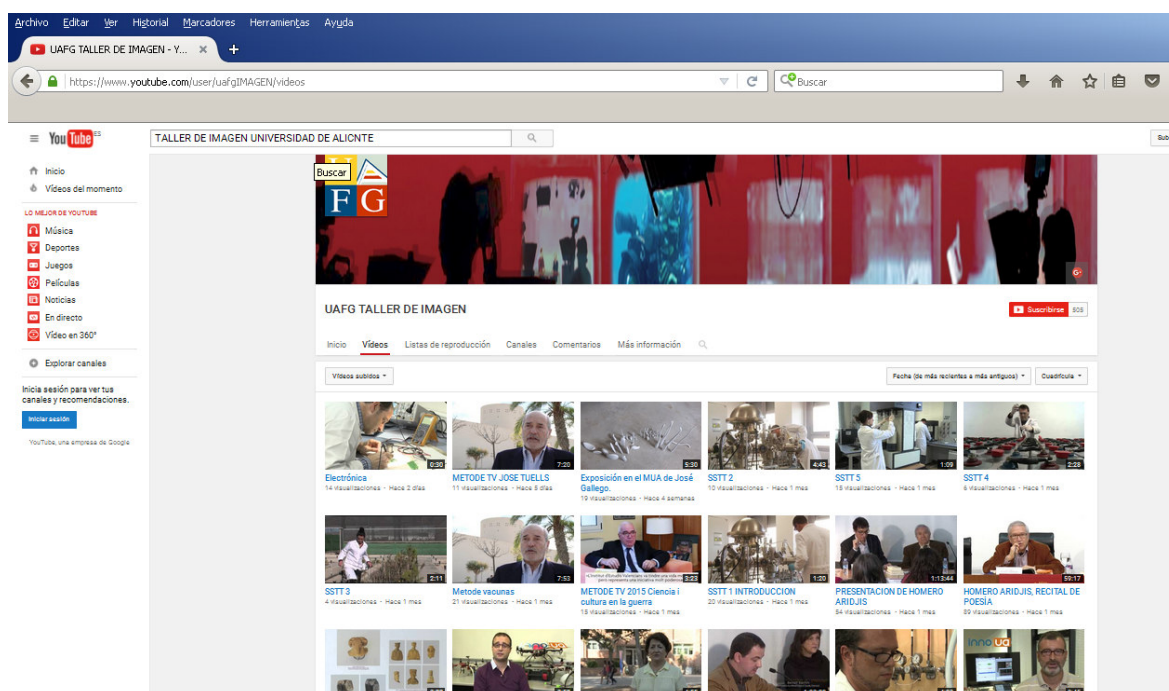 Archivo Editar Ver Historial Marcadores Herramientas Ayuda
UAFG TALLER DE IMAGEN - Y...
https://www.youtube.com/user/uafgIMAGEN/videos
Buscar
YouTube ES
TALLER DE IMAGEN UNIVERSIDAD DE ALICNTE
Sub
Buscar
Inicio
Vídeos del momento
LO MEJOR DE YOUTUBE
Música
Deportes
Juegos
Películas
Noticias
En directo
Vídeo en 360°
Explorar canales
Inicia sesión para ver tus
canales y recomendaciones.
Iniciar sesión
YouTube, una empresa de Google
F G
UAFG TALLER DE IMAGEN
Suscribirse 505
Inicio Vídeos Listas de reproducción Canales Comentarios Más información
Vídeos subidos
Fecha (de más recientes a más antiguos) Cuadrícula
0:30 7:20 5:30 4:43 1:09 2:28
Electrónica
14 visualizaciones · Hace 2 días
METODE TV JOSE TUELLS
11 visualizaciones · Hace 5 días
Exposición en el MUA de José
Gallego.
19 visualizaciones · Hace 4 semanas
SSTT 2
10 visualizaciones · Hace 1 mes
SSTT 5
15 visualizaciones · Hace 1 mes
SSTT 4
6 visualizaciones · Hace 1 mes
2:11 7:53 3:23 1:20 1:13:44 59:17
SSTT 3
4 visualizaciones · Hace 1 mes
Metode vacunas
21 visualizaciones · Hace 1 mes
METODE TV 2015 Ciencia i
cultura en la guerra
18 visualizaciones · Hace 1 mes
SSTT 1 INTRODUCCION
20 visualizaciones · Hace 1 mes
PRESENTACION DE HOMERO
ARIDJIS
54 visualizaciones · Hace 1 mes
HOMERO ARIDJIS, RECITAL DE
POESÍA
89 visualizaciones · Hace 1 mes
inno ua